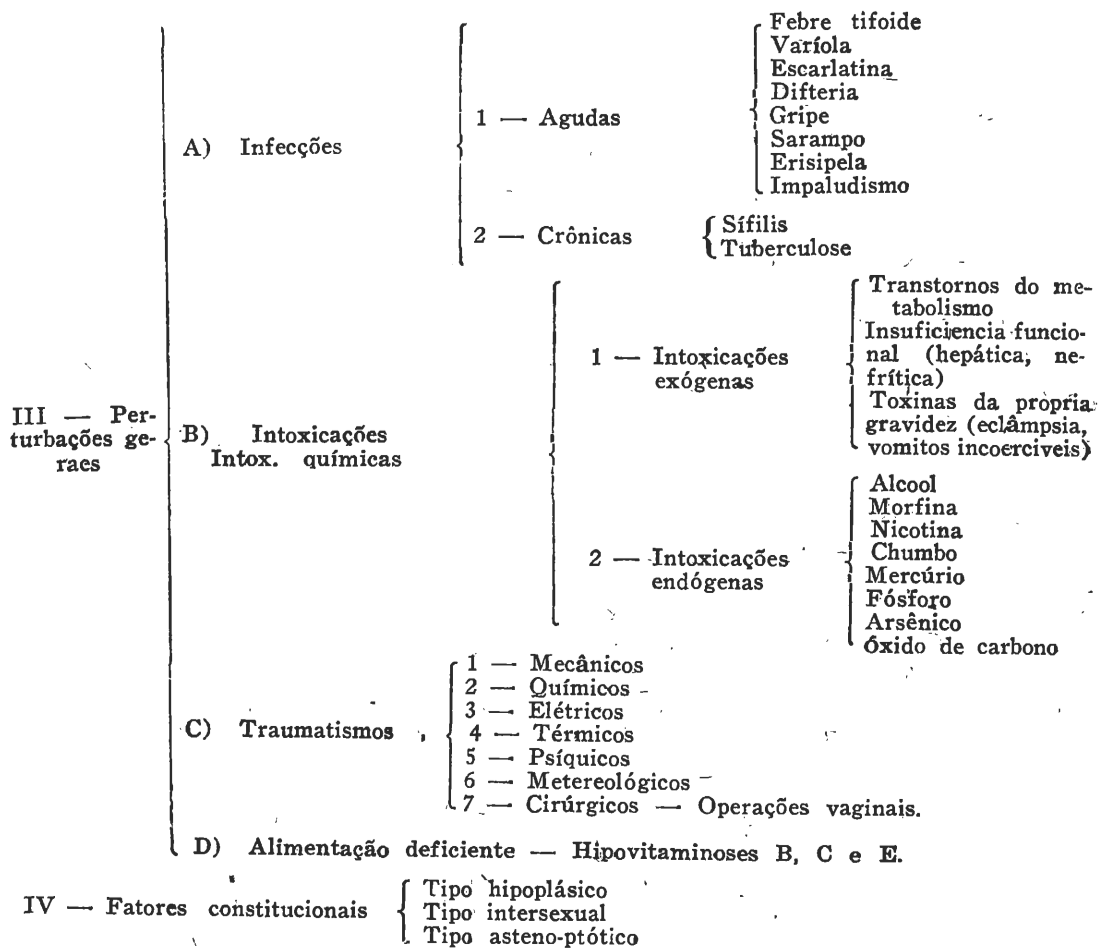 III — Per-
turbações ge-
raes
A) Infecções
1 — Agudas
Febre tifoide
Varíola
Escarlatina
Difteria
Gripe
Sarampo
Erisipela
Impaludismo
2 — Crônicas
Sífilis
Tuberculose
B) Intoxicações
Intox. químicas
1 — Intoxicações
exógenas
Transtornos do me-
tabolismo
Insuficiencia funcio-
nal (hepática, ne-
frítica)
Toxinas da propria
gravidez (eclâmpsia,
vomitos incoerciveis)
2 — Intoxicações
endógenas
Alcool
Morfina
Nicotina
Chumbo
Mercúrio
Fósforo
Arsênico
óxido de carbono
C) Traumatismos
1 — Mecânicos
2 — Químicos
3 — Elétricos
4 — Térmicos
5 — Psíquicos
6 — Metereológicos
7 — Cirúrgicos — Operações vaginais.
D) Alimentação deficiente — Hipovitaminoses B, C e E.
IV — Fatores constitucionais
Tipo hipoplásico
Tipo intersexual
Tipo asteno-ptótico